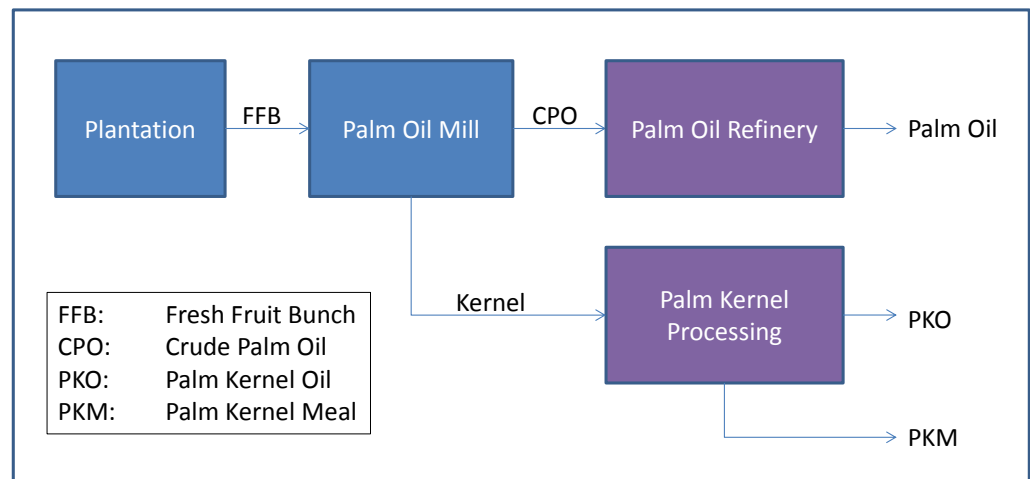 Plantation
FFB
Palm Oil Mill
CPO
Palm Oil Refinery
Palm Oil
Kernel
Palm Kernel
Processing
PKO
PKM
FFB: Fresh Fruit Bunch
CPO: Crude Palm Oil
PKO: Palm Kernel Oil
PKM: Palm Kernel Meal